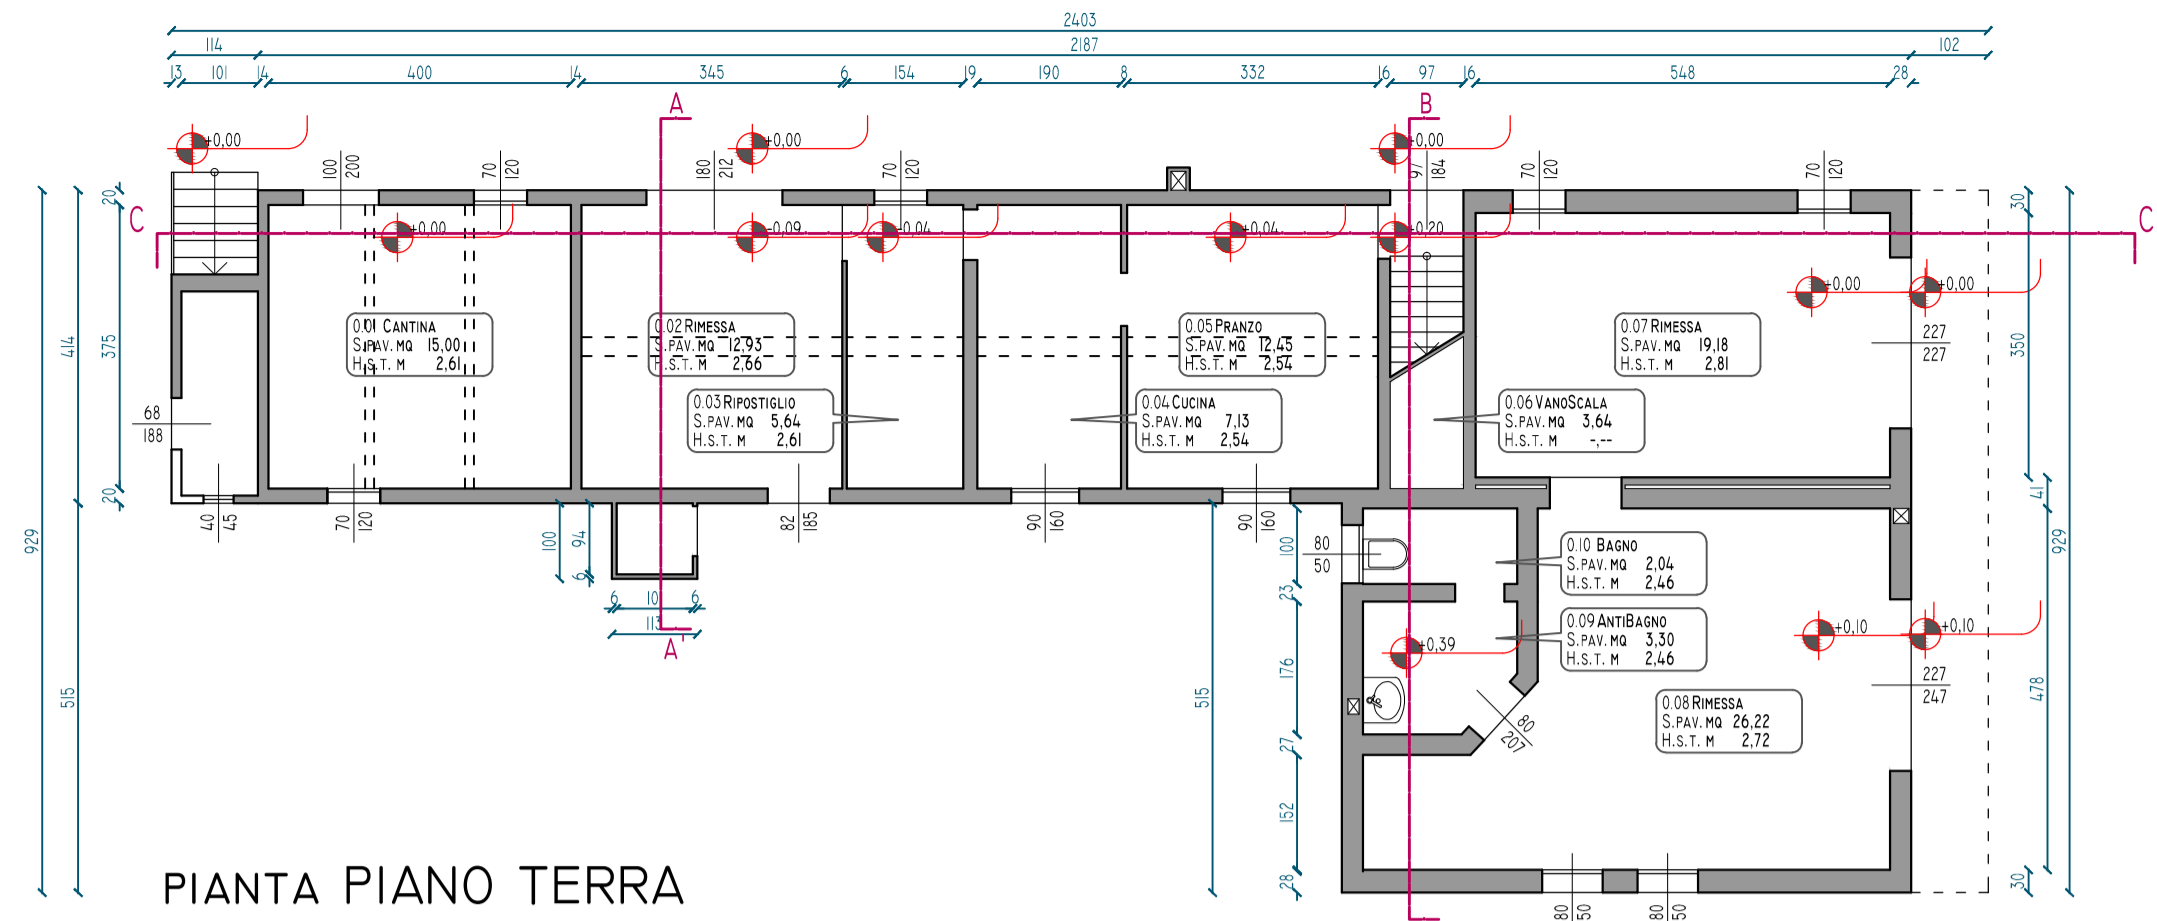 2403
114 2187 102
13 101 14 400 14 345 6 154 19 190 8 332 16 97 16 548 28
A B
+0,00 +0,00 +0,00
100 200 70 120 180 212 70 120 97 184 70 120 70 120
C C
+0,00 -0,09 -0,04 +0,04 +0,20
+0,00 +0,00
20 375 20
414
929
515
0.01 CANTINA
S.PAV.MQ 15,00
H.S.T. M 2,61
0.02 RIMESSA
S.PAV.MQ 12,93
H.S.T. M 2,66
0.03 RIPOSTIGLIO
S.PAV.MQ 5,64
H.S.T. M 2,61
0.04 CUCINA
S.PAV.MQ 7,13
H.S.T. M 2,54
0.05 PRANZO
S.PAV.MQ 12,45
H.S.T. M 2,54
0.06 VANOSCALA
S.PAV.MQ 3,64
H.S.T. M -,--
0.07 RIMESSA
S.PAV.MQ 19,18
H.S.T. M 2,81
227
227
30
350
41
929
478
30
68
188
40 45 70 120 82 185 90 160 90 160
100 94 6
6 6
113
A'
515
100
23
176
27
152
28
80
50
0.10 BAGNO
S.PAV.MQ 2,04
H.S.T. M 2,46
0.09 ANTIBAGNO
S.PAV.MQ 3,30
H.S.T. M 2,46
+0,39
+0,10 +0,10
80
207
227
247
0.08 RIMESSA
S.PAV.MQ 26,22
H.S.T. M 2,72
80 50 80 50
PIANTA PIANO TERRA